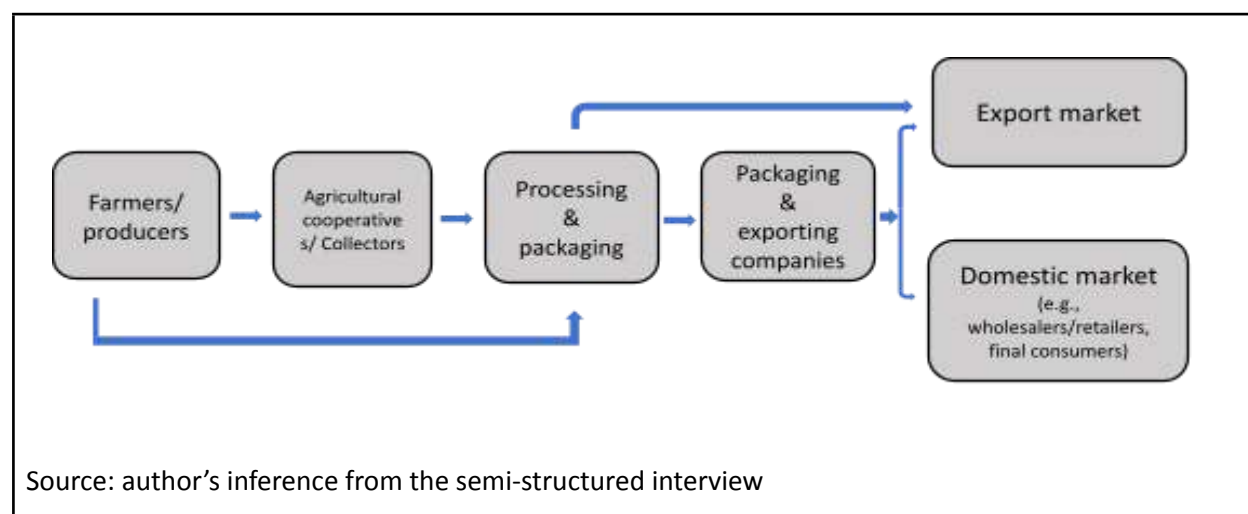 Farmers/
producers
Agricultural
cooperative
s/ Collectors
Processing
&
packaging
Packaging
&
exporting
companies
Export market
Domestic market
(e.g.,
wholesalers/retailers,
final consumers)
Source: author’s inference from the semi-structured interview